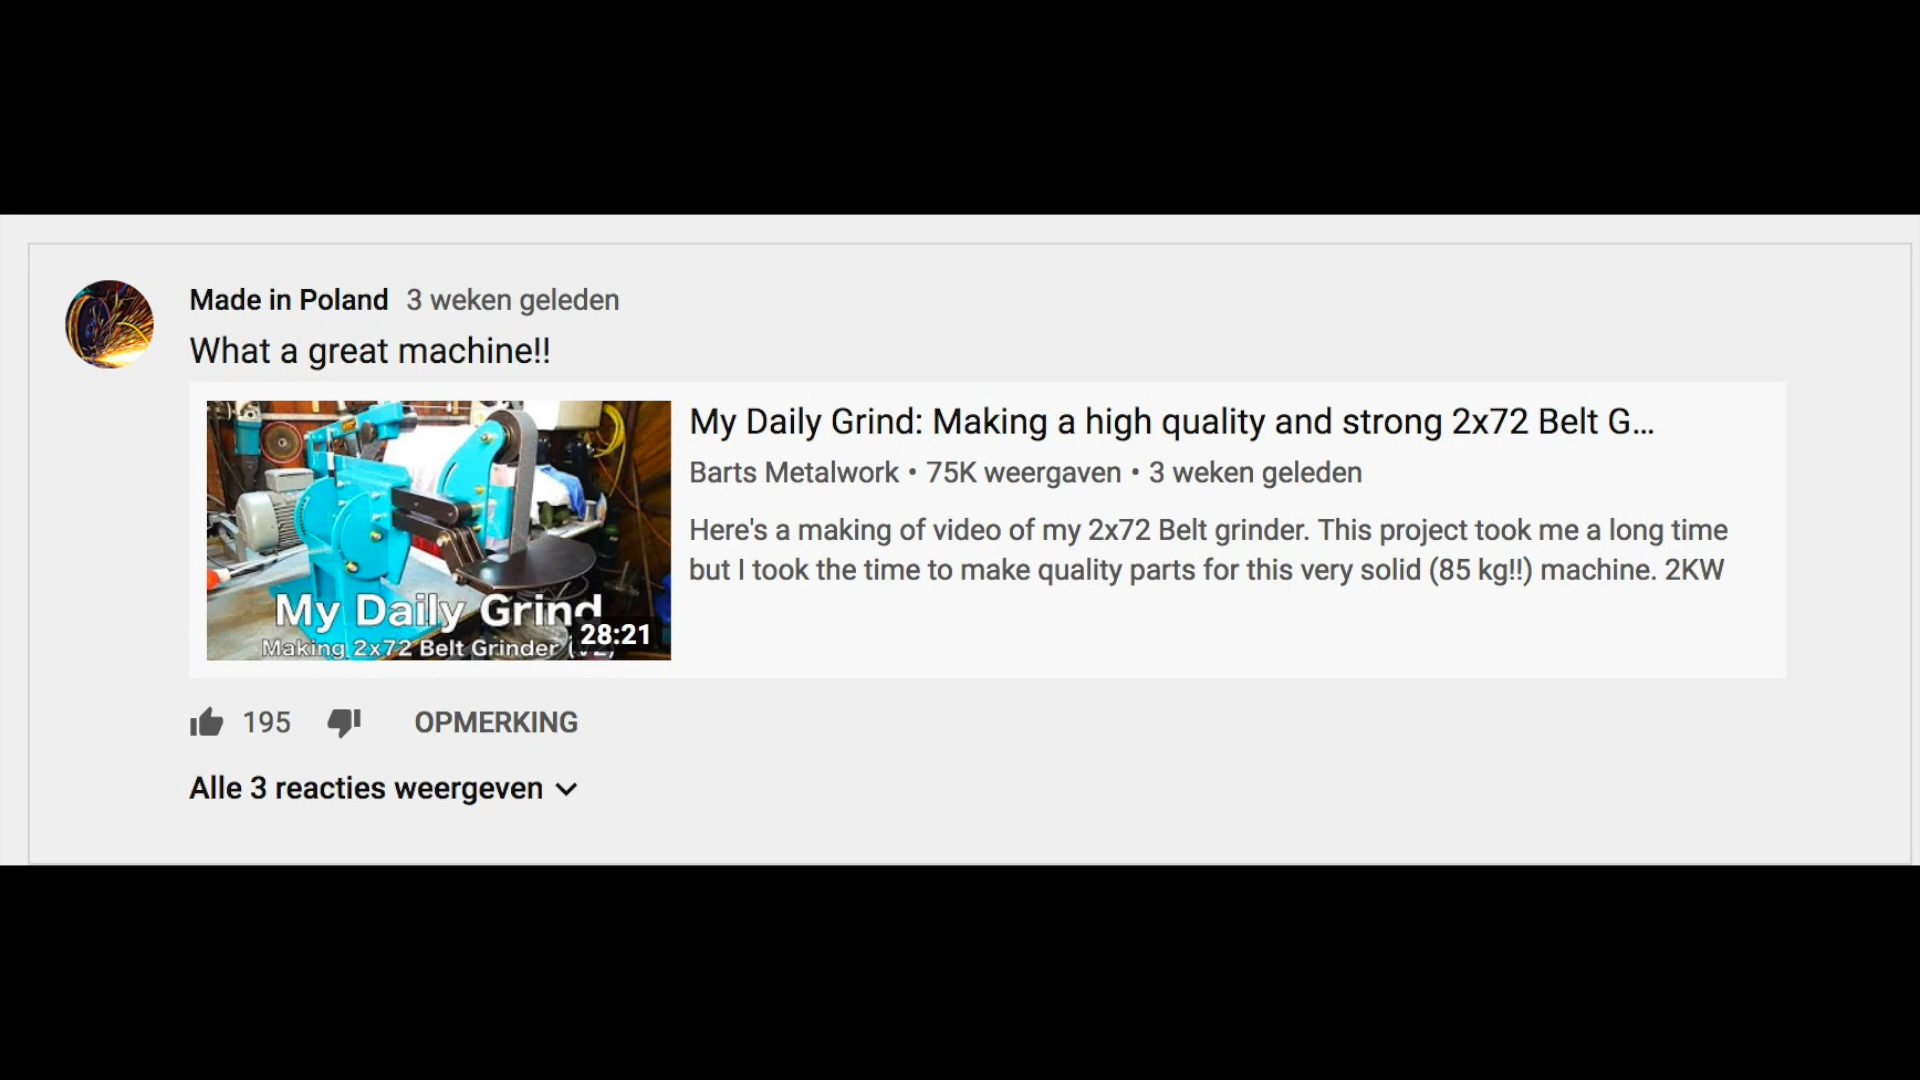 Made in Poland 3 weken geleden
What a great machine!!
My Daily Grind: Making a high quality and strong 2x72 Belt G...
Barts Metalwork • 75K weergaven • 3 weken geleden
Here's a making of video of my 2x72 Belt grinder. This project took me a long time
but I took the time to make quality parts for this very solid (85 kg!!) machine. 2KW
My Daily Grind
28:21
Making 2x72 Belt Grinder
195 OPMERKING
Alle 3 reacties weergeven